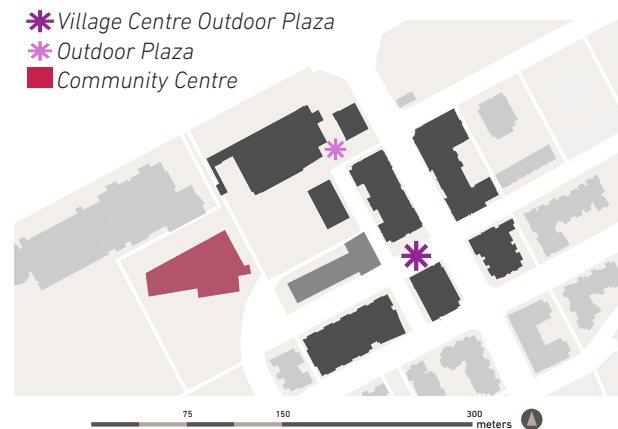 Village Centre Outdoor Plaza
Outdoor Plaza
Community Centre
75 150 300
meters